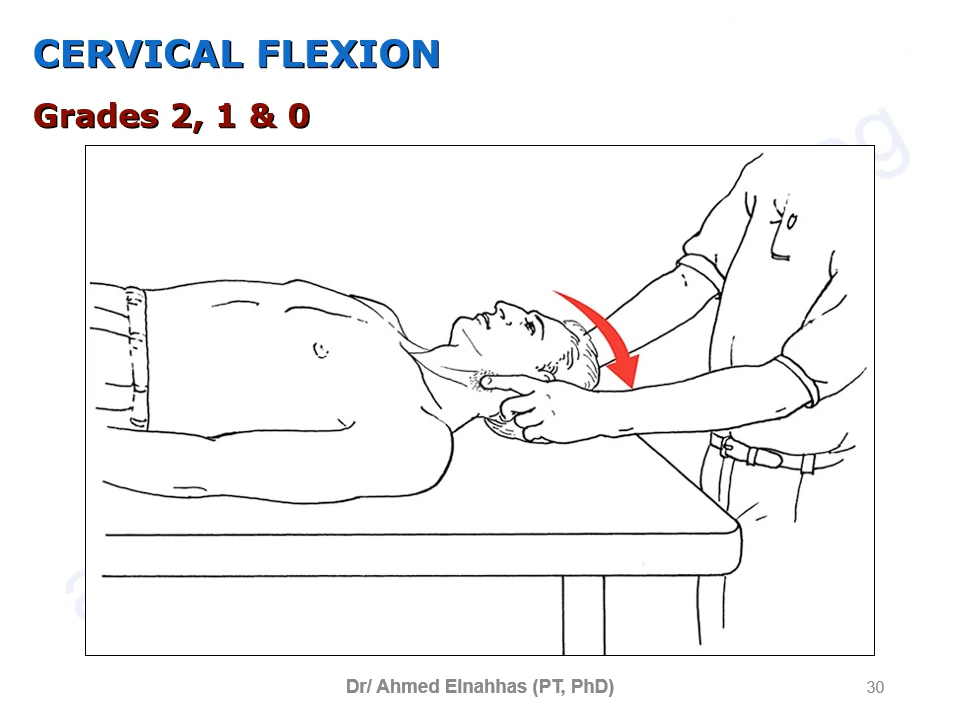 CERVICAL FLEXION
Grades 2, 1 & 0
Dr/ Ahmed Elnahhas (PT, PhD)
30